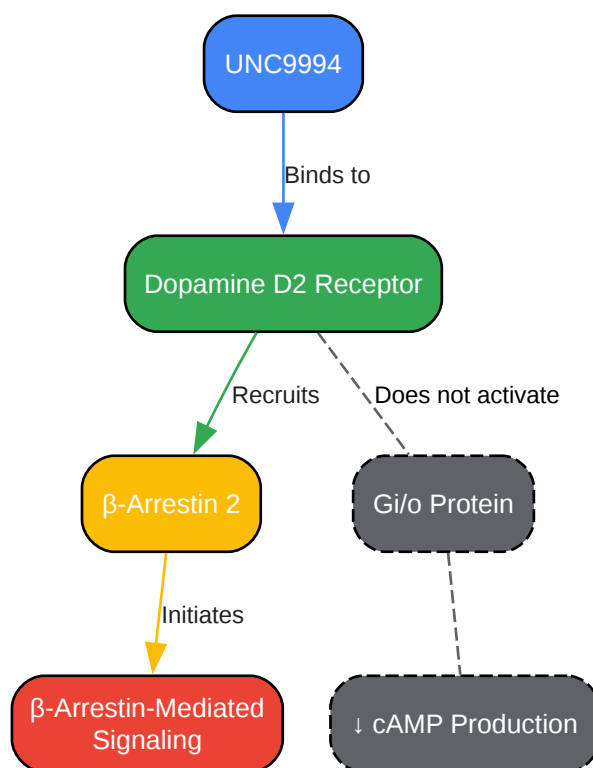 UNC9994
Binds to
Dopamine D2 Receptor
Recruits
Does not activate
β-Arrestin 2
Gi/o Protein
Initiates
β-Arrestin-Mediated
Signaling
↓ cAMP Production